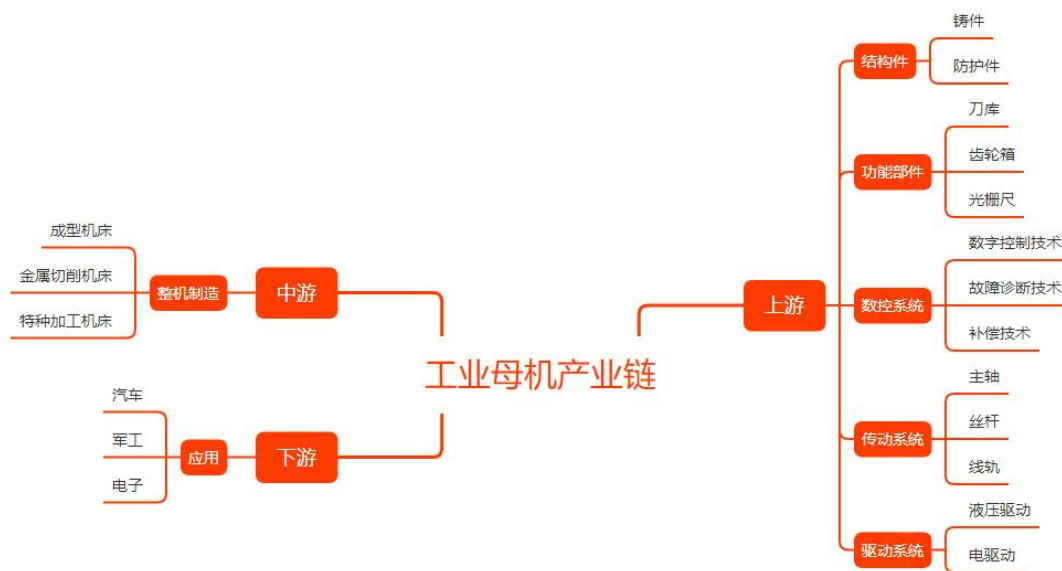 工业母机产业链
上游
结构件
铸件
防护件
功能部件
刀库
齿轮箱
光栅尺
数控系统
数字控制技术
故障诊断技术
补偿技术
传动系统
主轴
丝杆
线轨
驱动系统
液压驱动
电驱动
中游
整机制造
成型机床
金属切削机床
特种加工机床
下游
应用
汽车
军工
电子